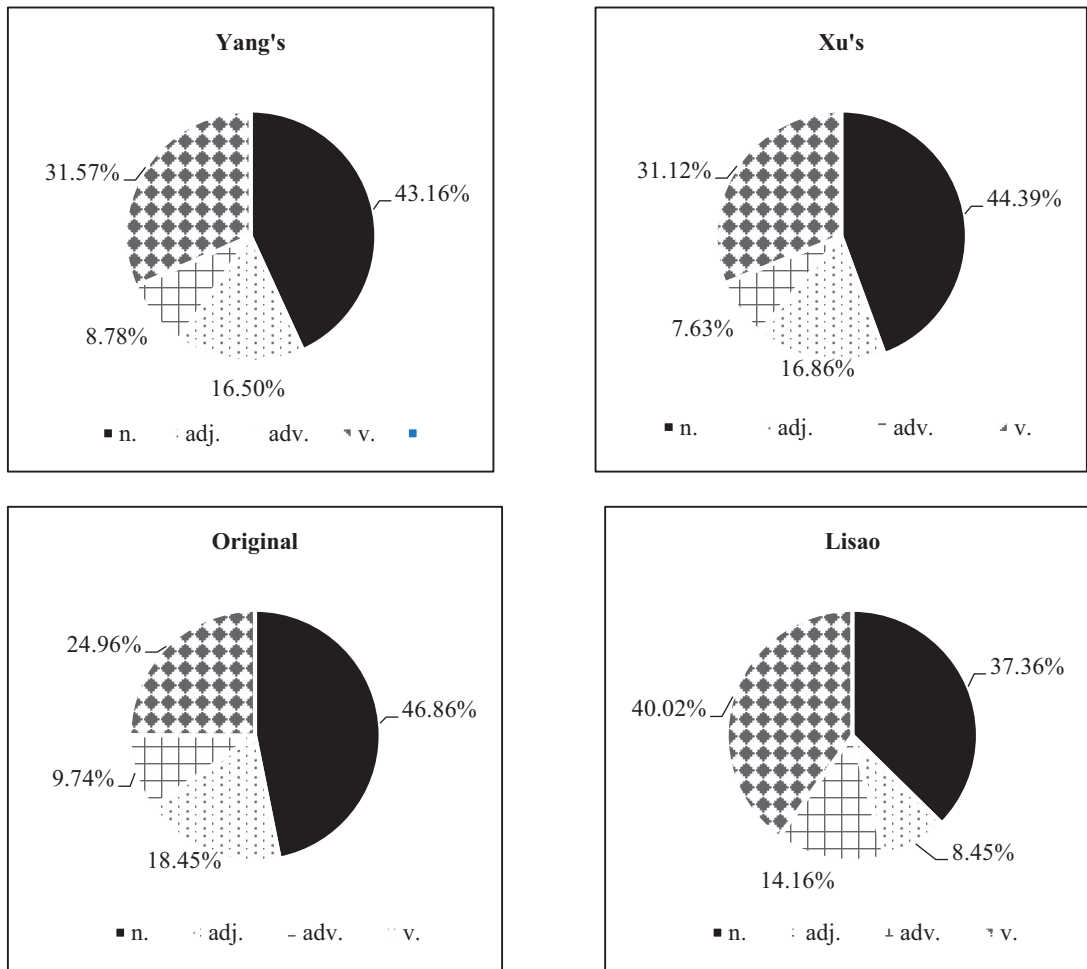 Yang's
31.57%
43.16%
8.78%
16.50%
n. adj. adv. v.
Xu's
31.12%
44.39%
7.63%
16.86%
n. adj. adv. v.
Original
24.96%
46.86%
9.74%
18.45%
n. adj. adv. v.
Lisao
37.36%
40.02%
8.45%
14.16%
n. adj. adv. v.